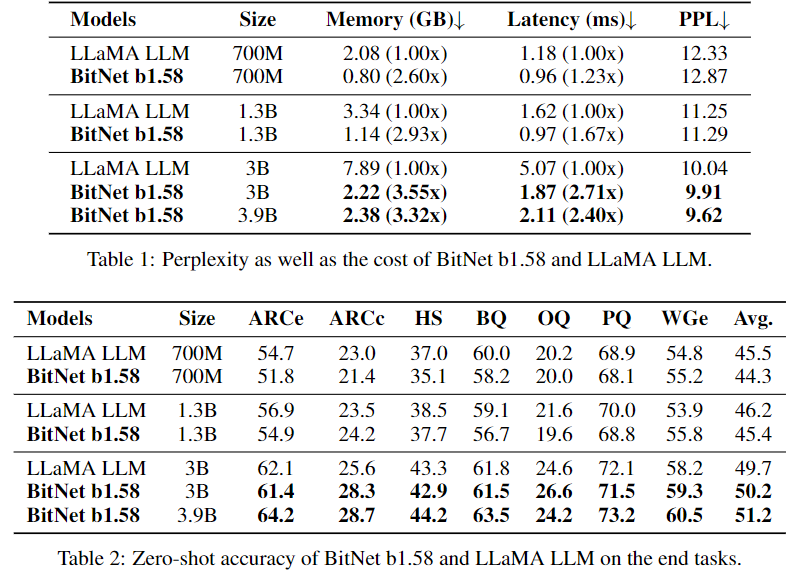 Models Size Memory (GB)↓ Latency (ms)↓ PPL↓
LLaMA LLM 700M 2.08 (1.00x) 1.18 (1.00x) 12.33
BitNet b1.58 700M 0.80 (2.60x) 0.96 (1.23x) 12.87
LLaMA LLM 1.3B 3.34 (1.00x) 1.62 (1.00x) 11.25
BitNet b1.58 1.3B 1.14 (2.93x) 0.97 (1.67x) 11.29
LLaMA LLM 3B 7.89 (1.00x) 5.07 (1.00x) 10.04
BitNet b1.58 3B 2.22 (3.55x) 1.87 (2.71x) 9.91
BitNet b1.58 3.9B 2.38 (3.32x) 2.11 (2.40x) 9.62
Table 1: Perplexity as well as the cost of BitNet b1.58 and LLaMA LLM.
Models Size ARCe ARCc HS BQ OQ PQ WGe Avg.
LLaMA LLM 700M 54.7 23.0 37.0 60.0 20.2 68.9 54.8 45.5
BitNet b1.58 700M 51.8 21.4 35.1 58.2 20.0 68.1 55.2 44.3
LLaMA LLM 1.3B 56.9 23.5 38.5 59.1 21.6 70.0 53.9 46.2
BitNet b1.58 1.3B 54.9 24.2 37.7 56.7 19.6 68.8 55.8 45.4
LLaMA LLM 3B 62.1 25.6 43.3 61.8 24.6 72.1 58.2 49.7
BitNet b1.58 3B 61.4 28.3 42.9 61.5 26.6 71.5 59.3 50.2
BitNet b1.58 3.9B 64.2 28.7 44.2 63.5 24.2 73.2 60.5 51.2
Table 2: Zero-shot accuracy of BitNet b1.58 and LLaMA LLM on the end tasks.